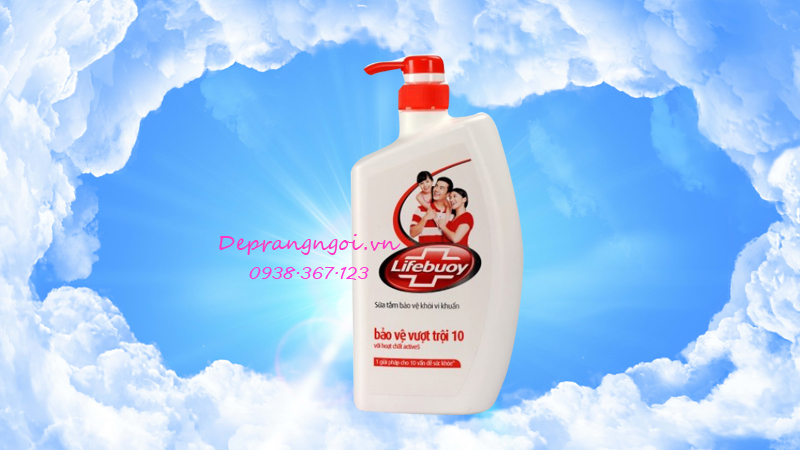 Deprangngoi.vn
0938·367·123
Lifebuoy
Sữa tắm bảo vệ khỏi vi khuẩn
bảo vệ vượt trội 10
với hoạt chất active5
1 giải pháp cho 10 vấn đề sức khỏe*